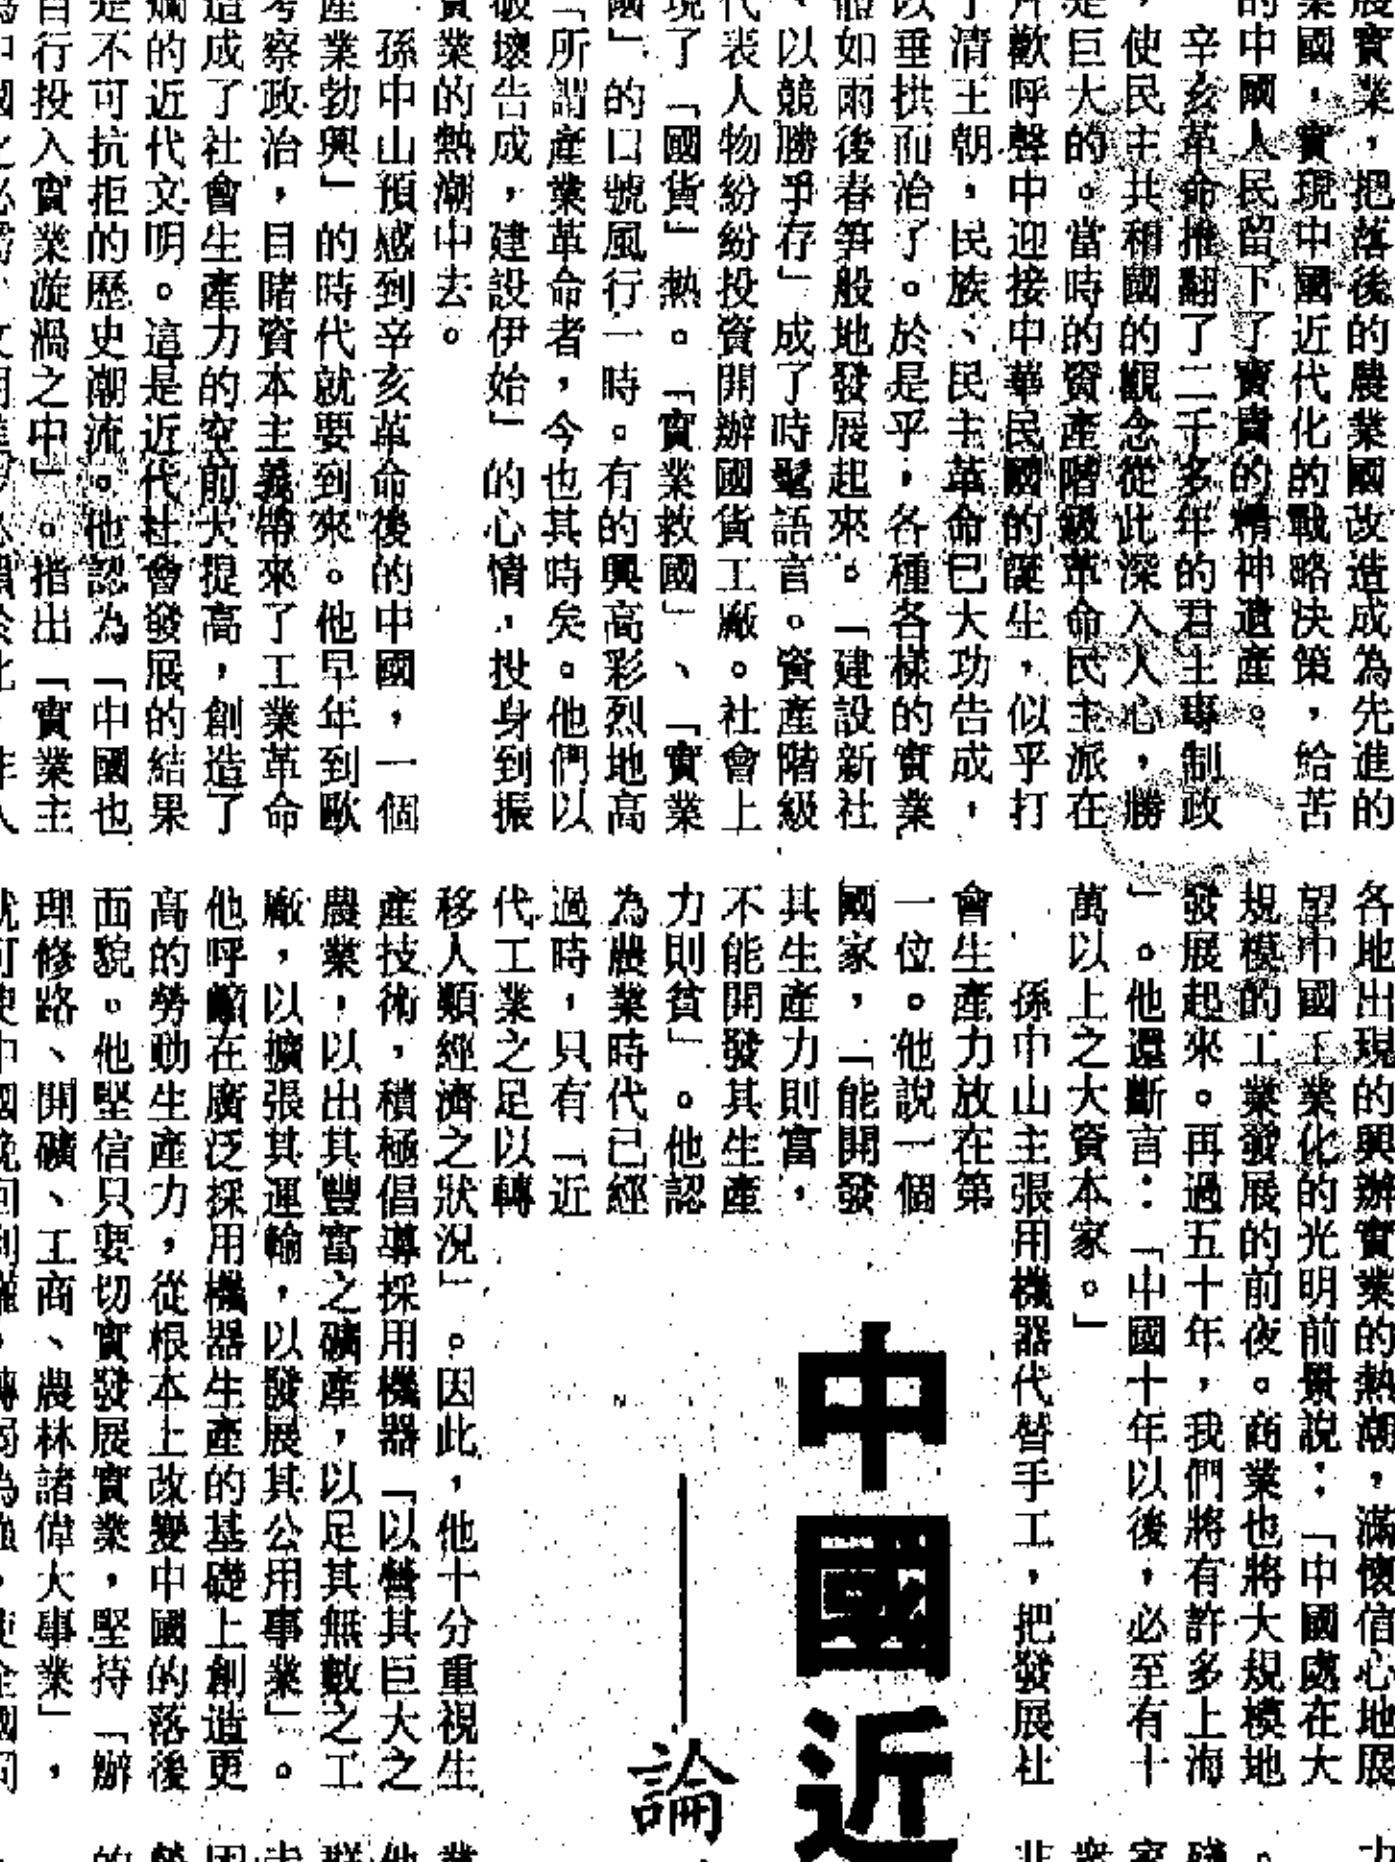 展實業,把落後的農業國改造成為先進的
業國,實現中國近代化的戰略決策,給苦
的中國人民留下了寶貴的精神遺產。
辛亥革命推翻了二千多年的君主專制政
,使民主共和國的觀念從此深入人心,勝
是巨大的。當時的資產階級革命民主派在
片歡呼聲中迎接中華民國的誕生,似乎打
了清王朝,民族、民主革命已大功告成,
以垂拱而治了。於是乎,各種各樣的實業
體如雨後春筍般地發展起來。「建設新社
、以競勝爭存」成了時髦語言。資產階級
代表人物紛紛投資開辦國貨工廠。社會上
現了「國貨」熱。「實業救國」、「實業
國」的口號風行一時。有的興高彩烈地高
「所謂產業革命者,今也其時矣。他們以
破壞告成,建設伊始」的心情,投身到振
實業的熱潮中去。
孫中山預感到辛亥革命後的中國,一個
產業勃興」的時代就要到來。他早年到歐
考察政治,目睹資本主義帶來了工業革命
造成了社會生產力的空前大提高,創造了
爛的近代文明。這是近代社會發展的結果
是不可抗拒的歷史潮流。他認為「中國也
自行投入實業漩渦之中」。指出「實業主
各地出現的興辦實業的熱潮,滿懷信心地展
望中國工業化的光明前景說:「中國處在大
規模的工業發展的前夜。商業也將大規模地
發展起來。再過五十年,我們將有許多上海
」。他還斷言:「中國十年以後,必至有十
萬以上之大資本家。」
孫中山主張用機器代替手工,把發展社
會生產力放在第
一位。他說一個
國家,「能開發
其生產力則富,
不能開發其生產
力則貧」。他認
為農業時代已經
過時,只有「近
代工業之足以轉
移人類經濟之狀況」。因此,他十分重視生
產技術,積極倡導採用機器「以營其巨大之
農業,以出其豐富之礦產,以足其無數之工
廠,以擴張其運輸,以發展其公用事業」。
他呼籲在廣泛採用機器生產的基礎上創造更
高的勞動生產力,從根本上改變中國的落後
面貌。他堅信只要切實發展實業,堅持「辦
理修路、開礦、工商、農林諸偉大事業」,
中國近
論